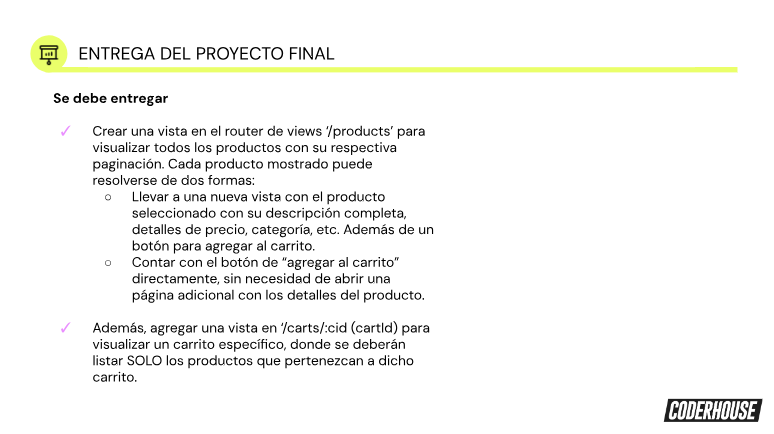 ENTREGA DEL PROYECTO FINAL
Se debe entregar
✓ Crear una vista en el router de views ‘/products’ para
visualizar todos los productos con su respectiva
paginación. Cada producto mostrado puede
resolverse de dos formas:
○ Llevar a una nueva vista con el producto
seleccionado con su descripción completa,
detalles de precio, categoría, etc. Además de un
botón para agregar al carrito.
○ Contar con el botón de “agregar al carrito”
directamente, sin necesidad de abrir una
página adicional con los detalles del producto.
✓ Además, agregar una vista en ‘/carts/:cid (cartId) para
visualizar un carrito específico, donde se deberán
listar SOLO los productos que pertenezcan a dicho
carrito.
CODERHOUSE